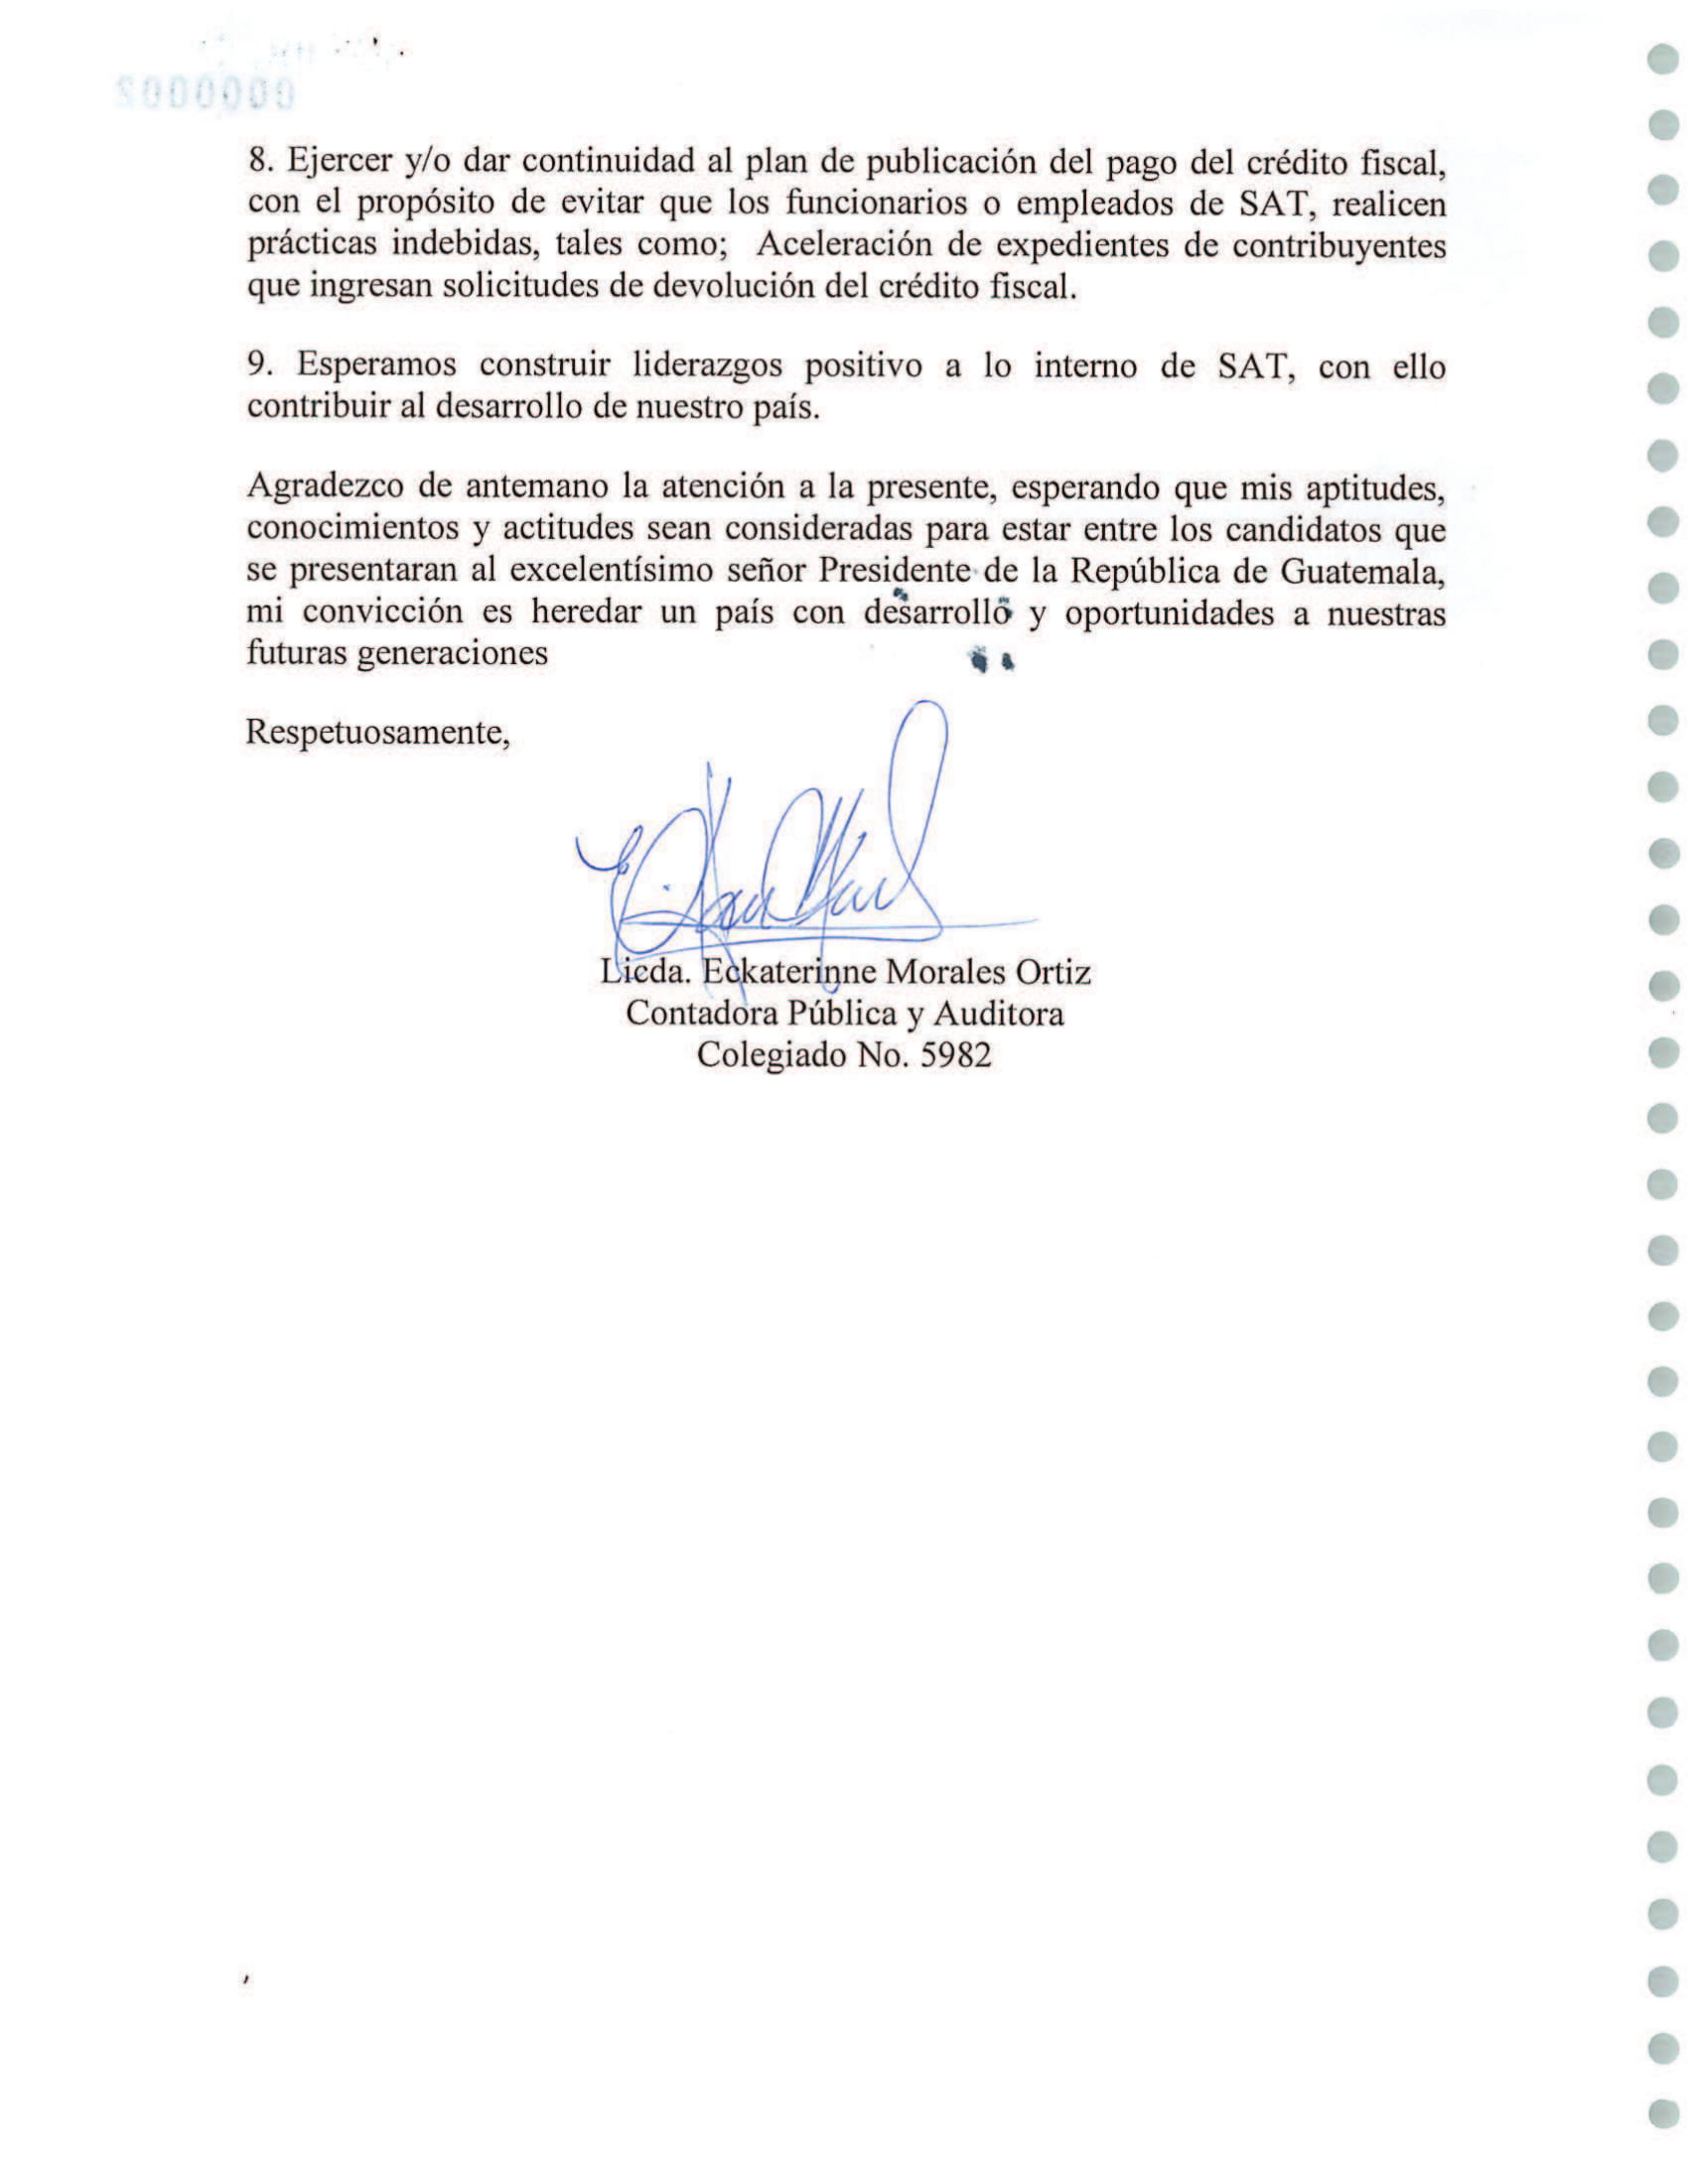 8. Ejercer y/o dar continuidad al plan de publicación del pago del crédito fiscal,
con el propósito de evitar que los funcionarios o empleados de SAT, realicen
prácticas indebidas, tales como; Aceleración de expedientes de contribuyentes
que ingresan solicitudes de devolución del crédito fiscal.
9. Esperamos construir liderazgos positivo a lo interno de SAT, con ello
contribuir al desarrollo de nuestro país.
Agradezco de antemano la atención a la presente, esperando que mis aptitudes,
conocimientos y actitudes sean consideradas para estar entre los candidatos que
se presentaran al excelentísimo señor Presidente de la República de Guatemala,
mi convicción es heredar un país con desarrollo y oportunidades a nuestras
futuras generaciones
Respetuosamente,
Licda. Eckaterinne Morales Ortiz
Contadora Pública y Auditora
Colegiado No. 5982